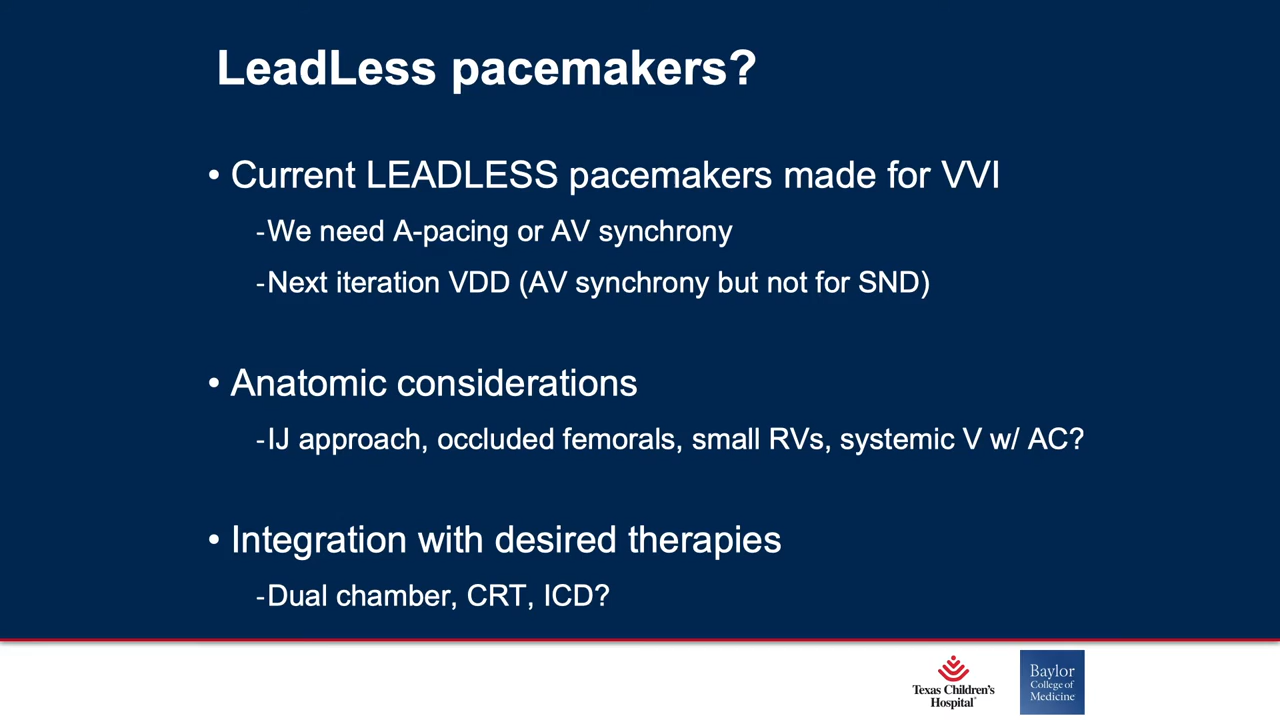 LeadLess pacemakers?
• Current LEADLESS pacemakers made for VVI
-We need A-pacing or AV synchrony
-Next iteration VDD (AV synchrony but not for SND)
• Anatomic considerations
-IJ approach, occluded femorals, small RVs, systemic V w/ AC?
• Integration with desired therapies
-Dual chamber, CRT, ICD?
Texas Children's
Hospital
Baylor
College of
Medicine